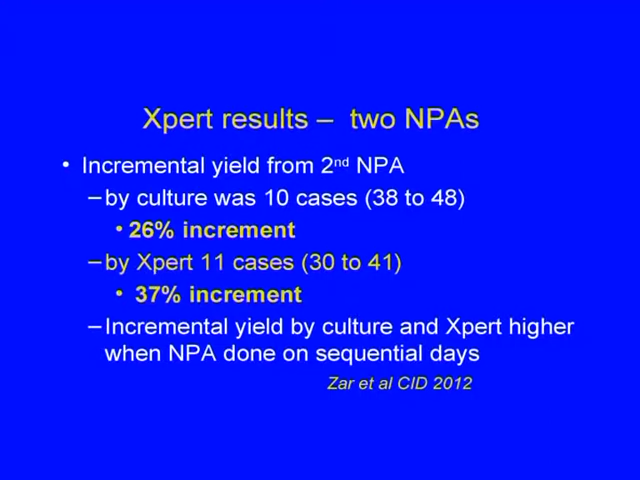 Xpert results – two NPAs
• Incremental yield from 2nd NPA
–by culture was 10 cases (38 to 48)
• 26% increment
–by Xpert 11 cases (30 to 41)
• 37% increment
–Incremental yield by culture and Xpert higher
when NPA done on sequential days
Zar et al CID 2012